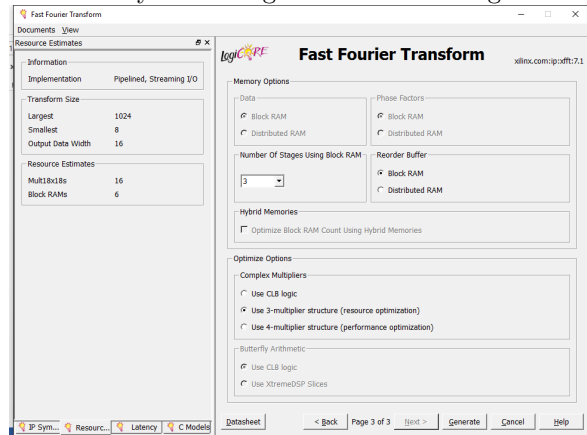 Fast Fourier Transform
Documents View
Resource Estimates
Information
Implementation Pipelined, Streaming I/O
Transform Size
Largest 1024
Smallest 8
Output Data Width 16
Resource Estimates
Mult18x18s 16
Block RAMs 6
IP Sym... Resourc... Latency C Models
LogiCORE
Fast Fourier Transform
xilinx.com:ip:xfft:7.1
Memory Options
Data
Block RAM
Distributed RAM
Phase Factors
Block RAM
Distributed RAM
Number Of Stages Using Block RAM
3
Reorder Buffer
Block RAM
Distributed RAM
Hybrid Memories
Optimize Block RAM Count Using Hybrid Memories
Optimize Options
Complex Multipliers
Use CLB logic
Use 3-multiplier structure (resource optimization)
Use 4-multiplier structure (performance optimization)
Butterfly Arithmetic
Use CLB logic
Use XtremeDSP Slices
Datasheet < Back Page 3 of 3 Next > Generate Cancel Help